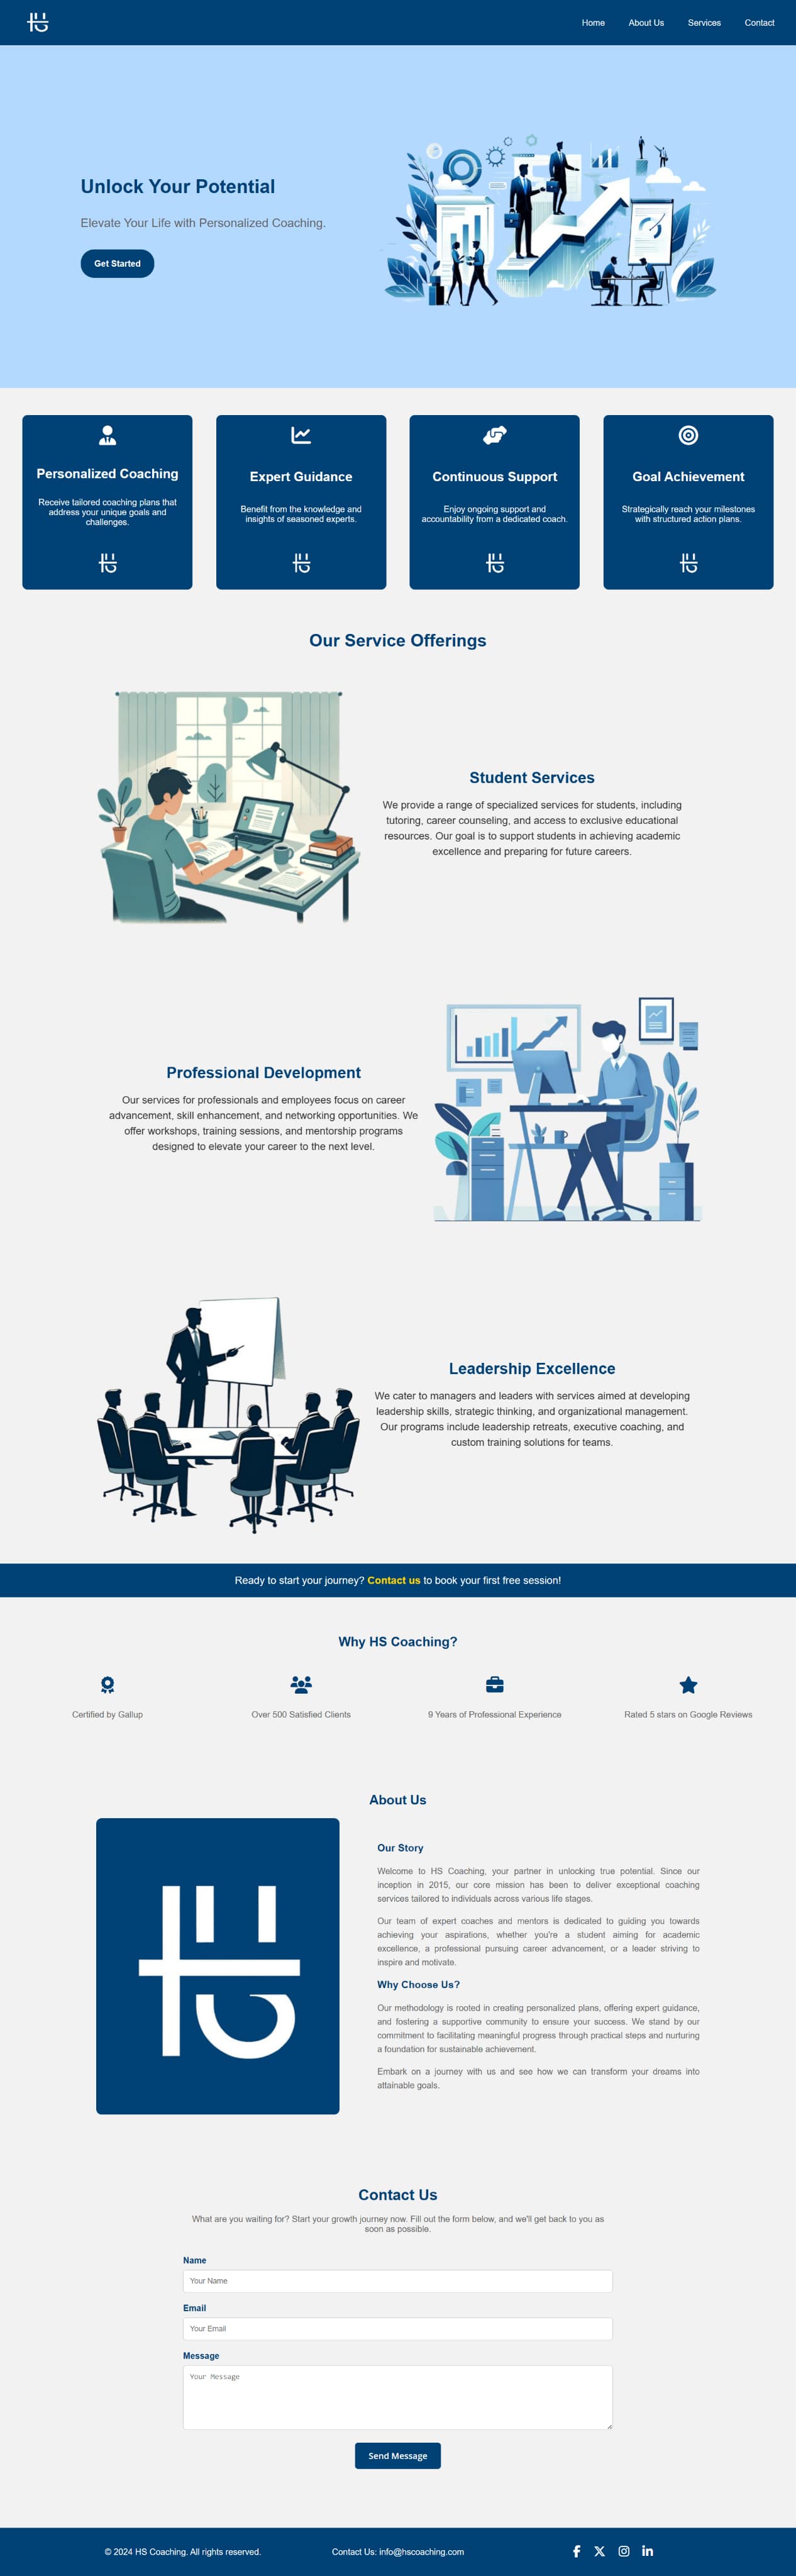 Home About Us Services Contact
Unlock Your Potential
Elevate Your Life with Personalized Coaching.
Get Started
Personalized Coaching
Receive tailored coaching plans that
address your unique goals and
challenges.
Expert Guidance
Benefit from the knowledge and
insights of seasoned experts.
Continuous Support
Enjoy ongoing support and
accountability from a dedicated coach.
Goal Achievement
Strategically reach your milestones
with structured action plans.
Our Service Offerings
Student Services
We provide a range of specialized services for students, including
tutoring, career counseling, and access to exclusive educational
resources. Our goal is to support students in achieving academic
excellence and preparing for future careers.
Professional Development
Our services for professionals and employees focus on career
advancement, skill enhancement, and networking opportunities. We
offer workshops, training sessions, and mentorship programs
designed to elevate your career to the next level.
Leadership Excellence
We cater to managers and leaders with services aimed at developing
leadership skills, strategic thinking, and organizational management.
Our programs include leadership retreats, executive coaching, and
custom training solutions for teams.
Ready to start your journey? Contact us to book your first free session!
Why HS Coaching?
Certified by Gallup
Over 500 Satisfied Clients
9 Years of Professional Experience
Rated 5 stars on Google Reviews
About Us
Our Story
Welcome to HS Coaching, your partner in unlocking true potential. Since our
inception in 2015, our core mission has been to deliver exceptional coaching
services tailored to individuals across various life stages.
Our team of expert coaches and mentors is dedicated to guiding you towards
achieving your aspirations, whether you're a student aiming for academic
excellence, a professional pursuing career advancement, or a leader striving to
inspire and motivate.
Why Choose Us?
Our methodology is rooted in creating personalized plans, offering expert guidance,
and fostering a supportive community to ensure your success. We stand by our
commitment to facilitating meaningful progress through practical steps and nurturing
a foundation for sustainable achievement.
Embark on a journey with us and see how we can transform your dreams into
attainable goals.
Contact Us
What are you waiting for? Start your growth journey now. Fill out the form below, and we'll get back to you as
soon as possible.
Name
Your Name
Email
Your Email
Message
Your Message
Send Message
© 2024 HS Coaching. All rights reserved.
Contact Us: info@hscoaching.com